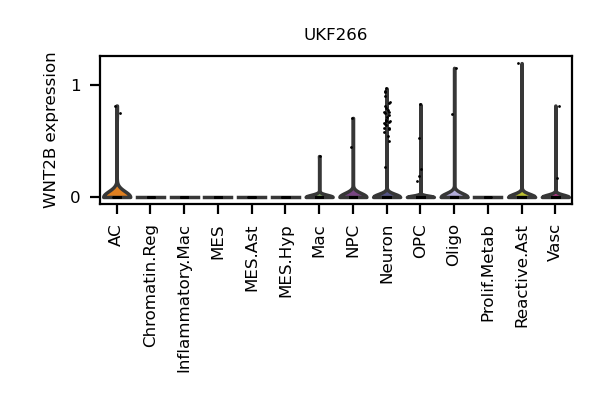 UKF266
WNT2B expression
1
0
AC
Chromatin.Reg
Inflammatory.Mac
MES
MES.Ast
MES.Hyp
Mac
NPC
Neuron
OPC
Oligo
Prolif.Metab
Reactive.Ast
Vasc